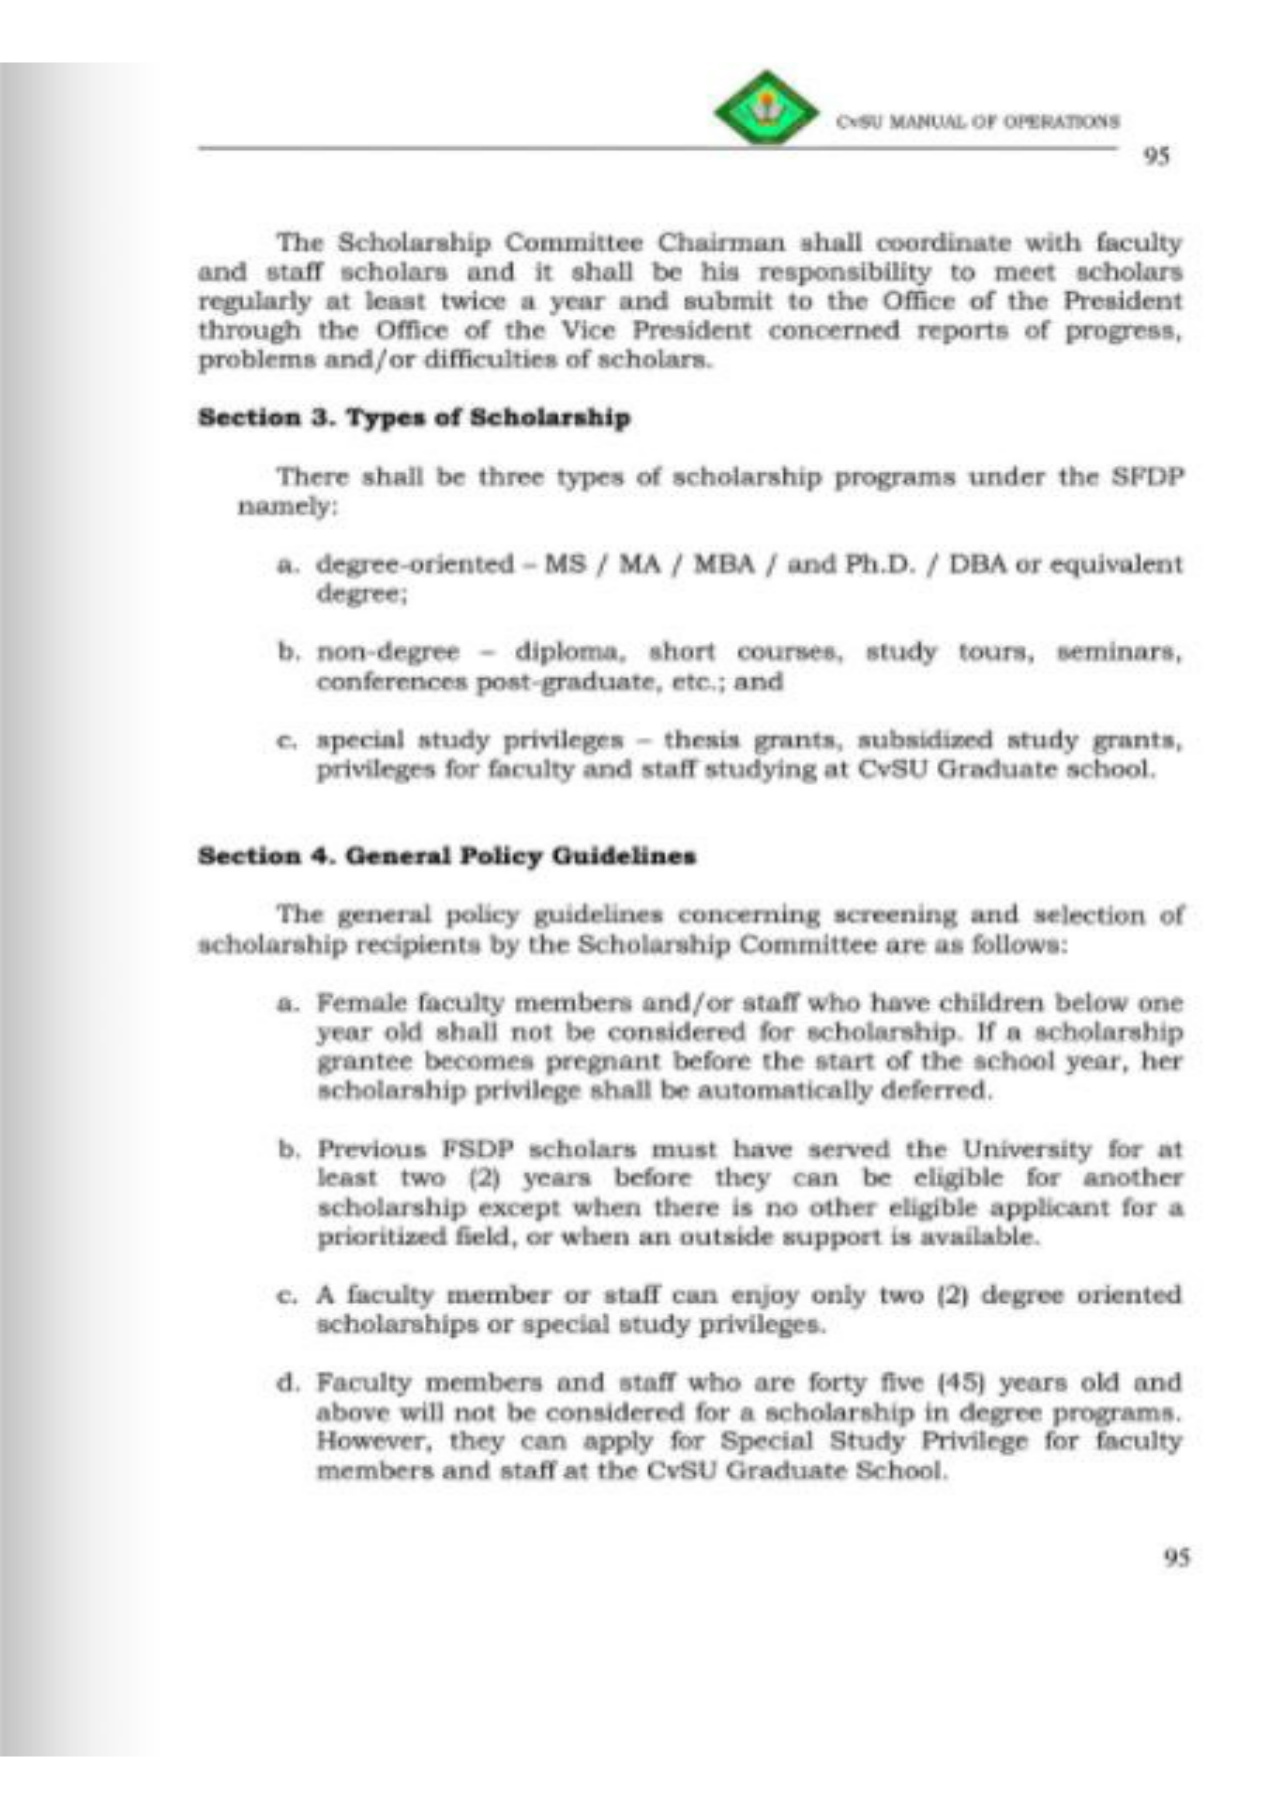 CvSU MANUAL OF OPERATIONS
95
The Scholarship Committee Chairman shall coordinate with faculty
and staff scholars and it shall be his responsibility to meet scholars
regularly at least twice a year and submit to the Office of the President
through the Office of the Vice President concerned reports of progress,
problems and/or difficulties of scholars.
Section 3. Types of Scholarship
There shall be three types of scholarship programs under the SFDP
namely:
a. degree-oriented – MS / MA / MBA / and Ph.D. / DBA or equivalent
degree;
b. non-degree – diploma, short courses, study tours, seminars,
conferences post-graduate, etc.; and
c. special study privileges – thesis grants, subsidized study grants,
privileges for faculty and staff studying at CvSU Graduate school.
Section 4. General Policy Guidelines
The general policy guidelines concerning screening and selection of
scholarship recipients by the Scholarship Committee are as follows:
a. Female faculty members and/or staff who have children below one
year old shall not be considered for scholarship. If a scholarship
grantee becomes pregnant before the start of the school year, her
scholarship privilege shall be automatically deferred.
b. Previous FSDP scholars must have served the University for at
least two (2) years before they can be eligible for another
scholarship except when there is no other eligible applicant for a
prioritized field, or when an outside support is available.
c. A faculty member or staff can enjoy only two (2) degree oriented
scholarships or special study privileges.
d. Faculty members and staff who are forty five (45) years old and
above will not be considered for a scholarship in degree programs.
However, they can apply for Special Study Privilege for faculty
members and staff at the CvSU Graduate School.
95